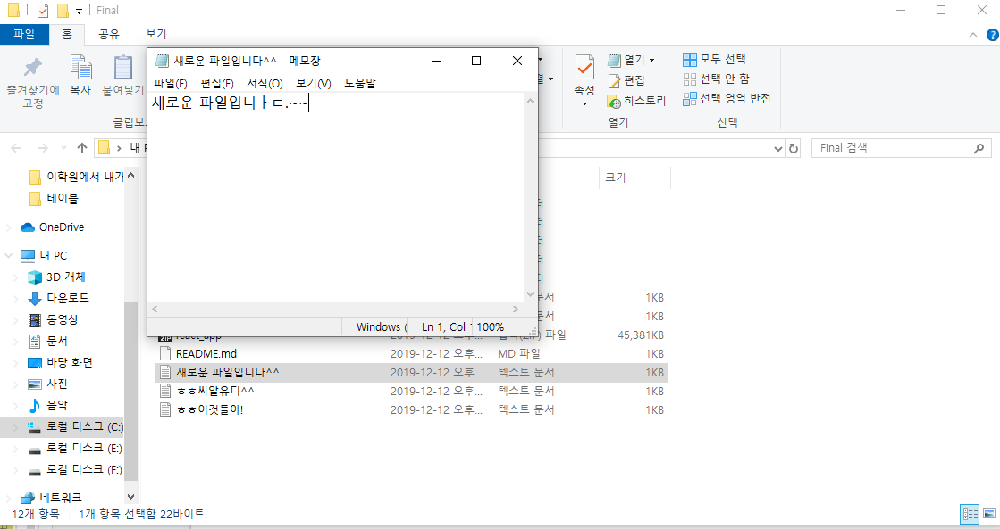 Final
파일 홈 공유 보기
새로운 파일입니다^^ - 메모장
파일(F) 편집(E) 서식(O) 보기(V) 도움말
새로운 파일입니ㅏㄷ.~~
Windows ( Ln 1, Col 100%
즐겨찾기에 고정
복사
붙여넣기
클립보
속성
열기
편집
히스토리
열기
모두 선택
선택 안 함
선택 영역 반전
선택
내
Final 검색
이학원에서 내가
테이블
OneDrive
내 PC
3D 개체
다운로드
동영상
문서
바탕 화면
사진
음악
로컬 디스크 (C:)
로컬 디스크 (E:)
로컬 디스크 (F:)
네트워크
크기
문서 1KB
문서 1KB
react_app 2019-12-12 오후... 압축(ZIP) 파일 45,381KB
README.md 2019-12-12 오후... MD 파일 1KB
새로운 파일입니다^^ 2019-12-12 오후... 텍스트 문서 1KB
ㅎㅎ씨알유디^^ 2019-12-12 오후... 텍스트 문서 1KB
ㅎㅎ이것들아! 2019-12-12 오후... 텍스트 문서 1KB
12개 항목 1개 항목 선택함 22바이트